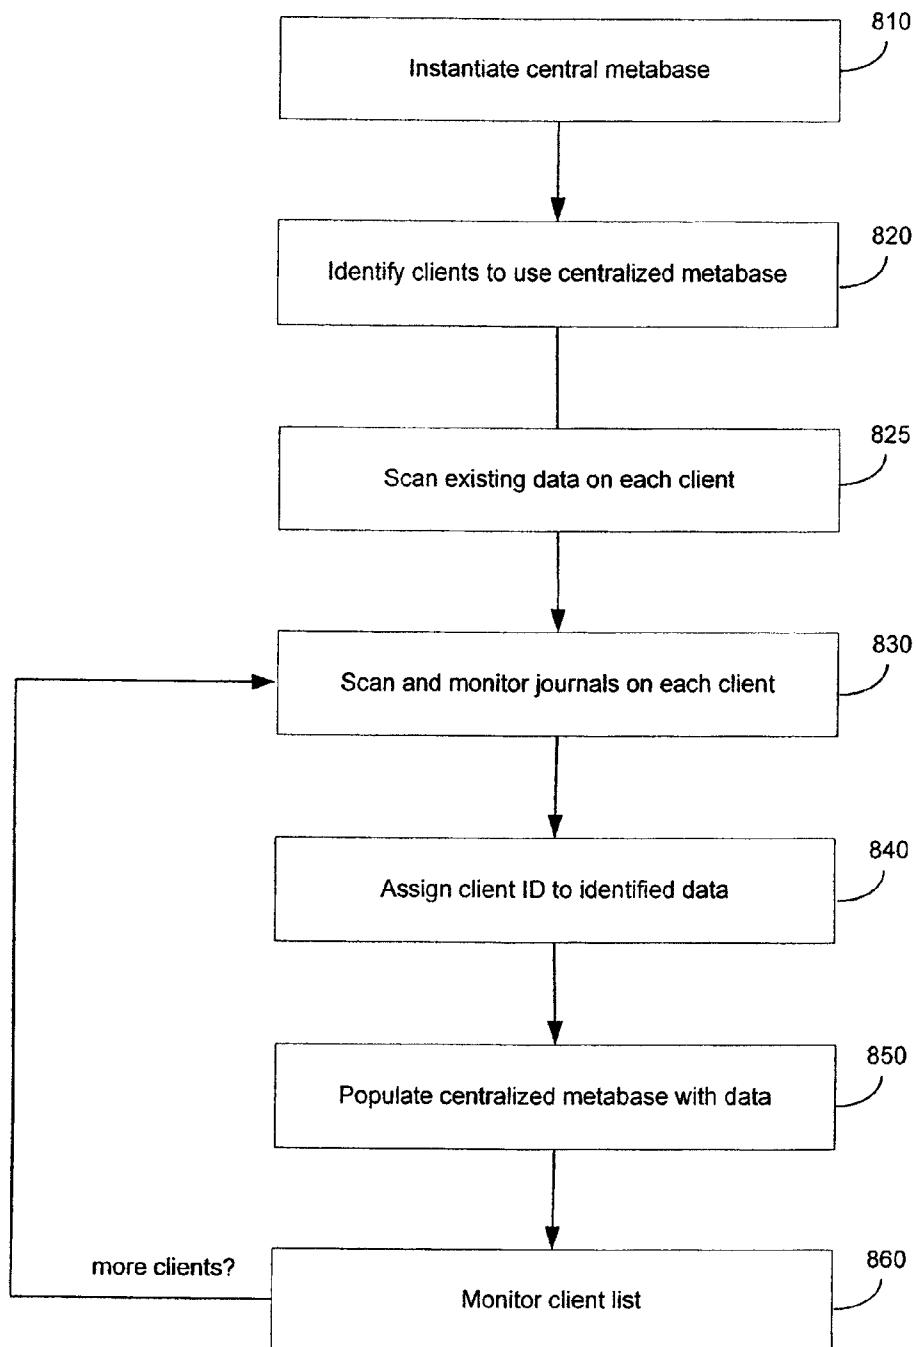 810
Instantiate central metabase
820
Identify clients to use centralized metabase
825
Scan existing data on each client
830
Scan and monitor journals on each client
840
Assign client ID to identified data
850
Populate centralized metabase with data
860
more clients?
Monitor client list